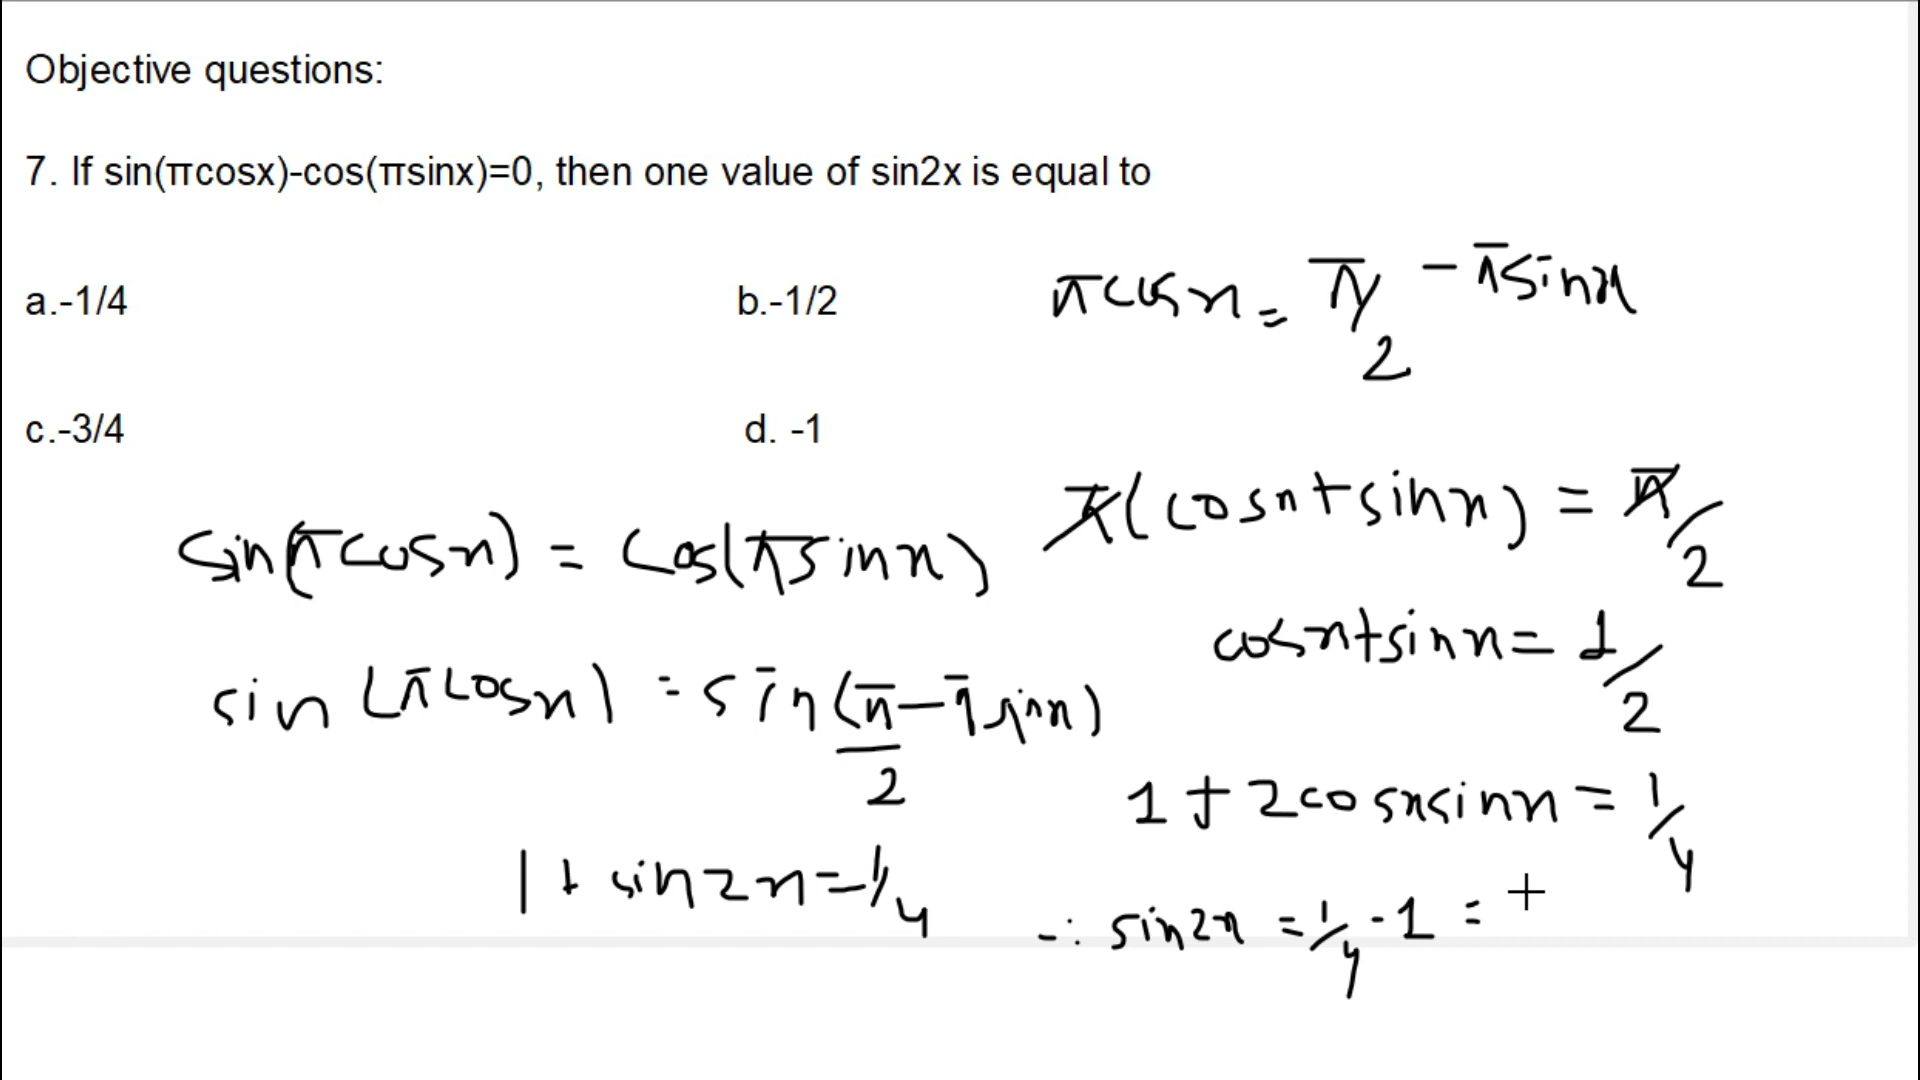 Objective questions:
7. If sin(πcosx)-cos(πsinx)=0, then one value of sin2x is equal to
a.-1/4
b.-1/2
c.-3/4
d. -1
sin(πcosx) = cos(πsinx)
sin(πcosx) = sin(π/2-πsinx)
πcosx = π/2 - πsinx
π(cosx+sinx) = π/2
cosx+sinx = 1/2
1 + 2cosxsinx = 1/4
1 + sin2x = 1/4
∴ sin2x = 1/4 - 1 =